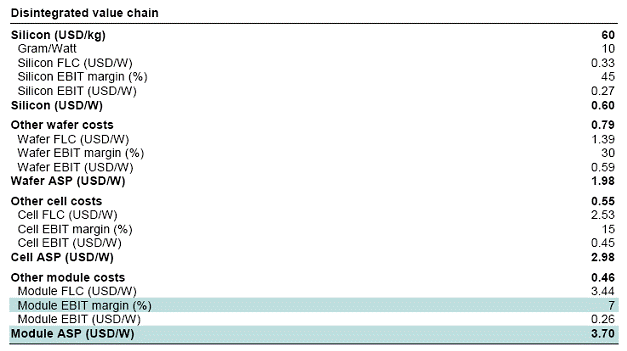 Disintegrated value chain
Silicon (USD/kg) 60
Gram/Watt 10
Silicon FLC (USD/W) 0.33
Silicon EBIT margin (%) 45
Silicon EBIT (USD/W) 0.27
Silicon (USD/W) 0.60
Other wafer costs 0.79
Wafer FLC (USD/W) 1.39
Wafer EBIT margin (%) 30
Wafer EBIT (USD/W) 0.59
Wafer ASP (USD/W) 1.98
Other cell costs 0.55
Cell FLC (USD/W) 2.53
Cell EBIT margin (%) 15
Cell EBIT (USD/W) 0.45
Cell ASP (USD/W) 2.98
Other module costs 0.46
Module FLC (USD/W) 3.44
Module EBIT margin (%) 7
Module EBIT (USD/W) 0.26
Module ASP (USD/W) 3.70